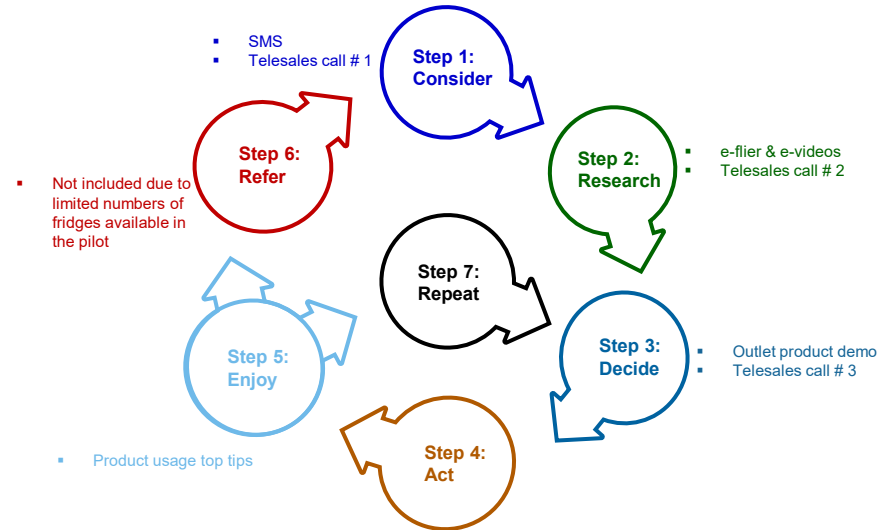 ▪ SMS
▪ Telesales call # 1
Step 1:
Consider
Step 2:
Research
▪ e-flier & e-videos
▪ Telesales call # 2
Step 3:
Decide
▪ Outlet product demo
▪ Telesales call # 3
Step 4:
Act
Step 5:
Enjoy
▪ Product usage top tips
Step 6:
Refer
▪ Not included due to
limited numbers of
fridges available in
the pilot
Step 7:
Repeat